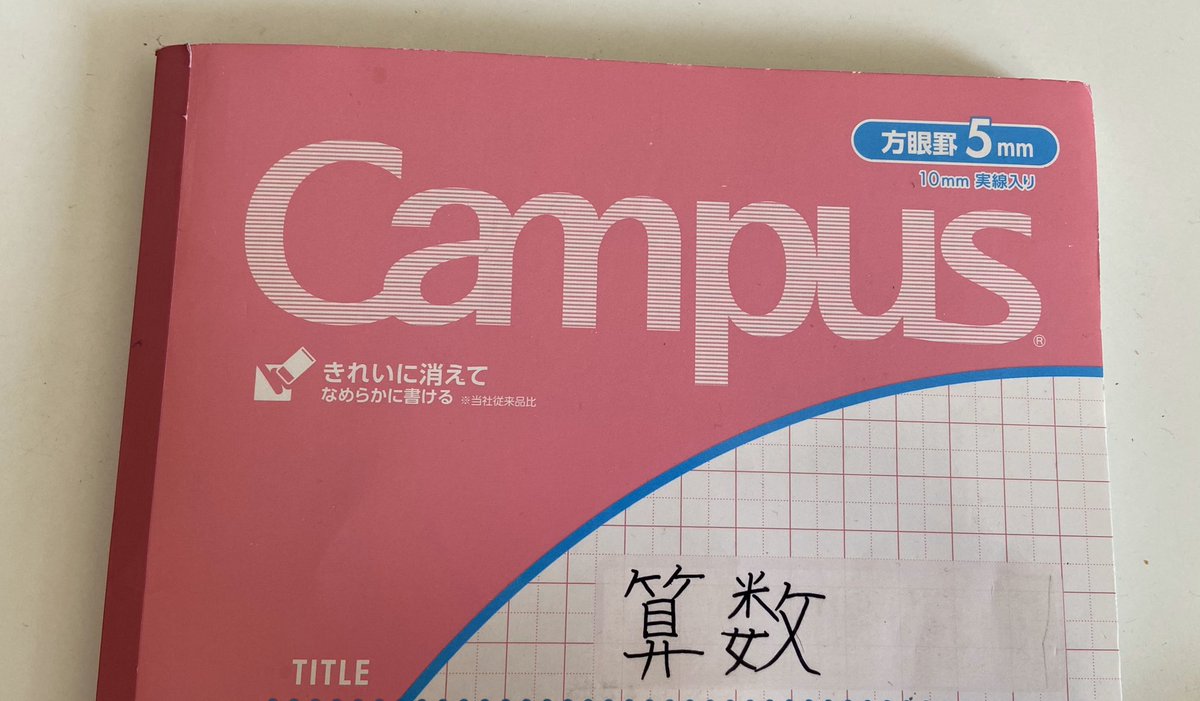 方眼罫 5mm
10mm 実線入り
Campus®
きれいに消えて
なめらかに書ける ※当社従来品比
算数
TITLE